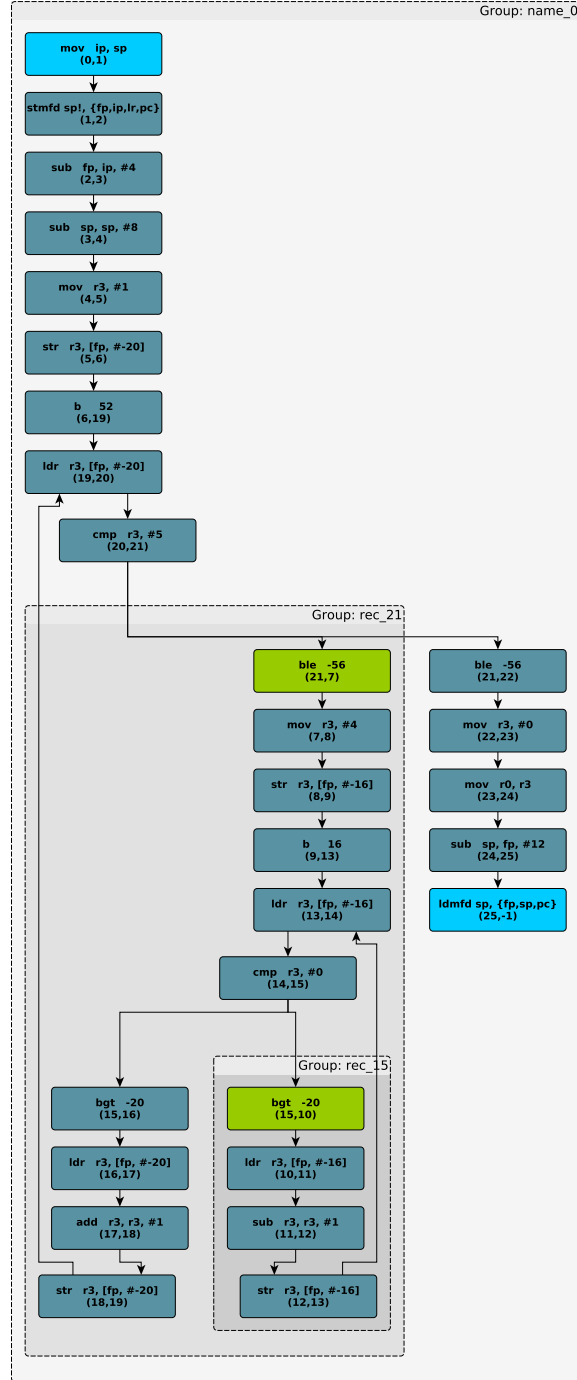 Group: name_0
mov ip, sp
(0,1)
stmfd sp!, {fp,ip,lr,pc}
(1,2)
sub fp, ip, #4
(2,3)
sub sp, sp, #8
(3,4)
mov r3, #1
(4,5)
str r3, [fp, #-20]
(5,6)
b 52
(6,19)
ldr r3, [fp, #-20]
(19,20)
cmp r3, #5
(20,21)
Group: rec_21
ble -56
(21,7)
mov r3, #4
(7,8)
str r3, [fp, #-16]
(8,9)
b 16
(9,13)
ldr r3, [fp, #-16]
(13,14)
cmp r3, #0
(14,15)
ble -56
(21,22)
mov r3, #0
(22,23)
mov r0, r3
(23,24)
sub sp, fp, #12
(24,25)
ldmfd sp, {fp,sp,pc}
(25,-1)
bgt -20
(15,16)
ldr r3, [fp, #-20]
(16,17)
add r3, r3, #1
(17,18)
str r3, [fp, #-20]
(18,19)
Group: rec_15
bgt -20
(15,10)
ldr r3, [fp, #-16]
(10,11)
sub r3, r3, #1
(11,12)
str r3, [fp, #-16]
(12,13)